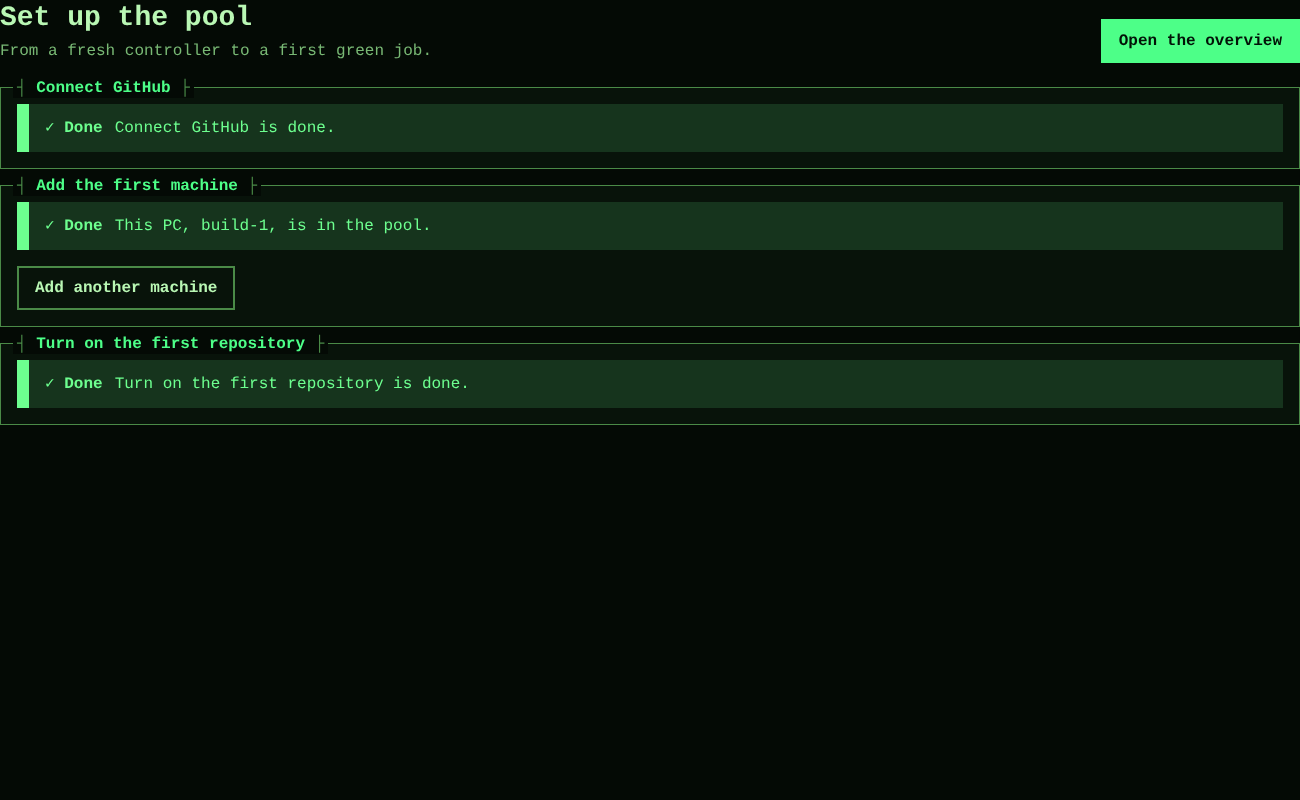 Set up the pool
From a fresh controller to a first green job.
Open the overview
Connect GitHub
✓ Done Connect GitHub is done.
Add the first machine
✓ Done This PC, build-1, is in the pool.
Add another machine
Turn on the first repository
✓ Done Turn on the first repository is done.